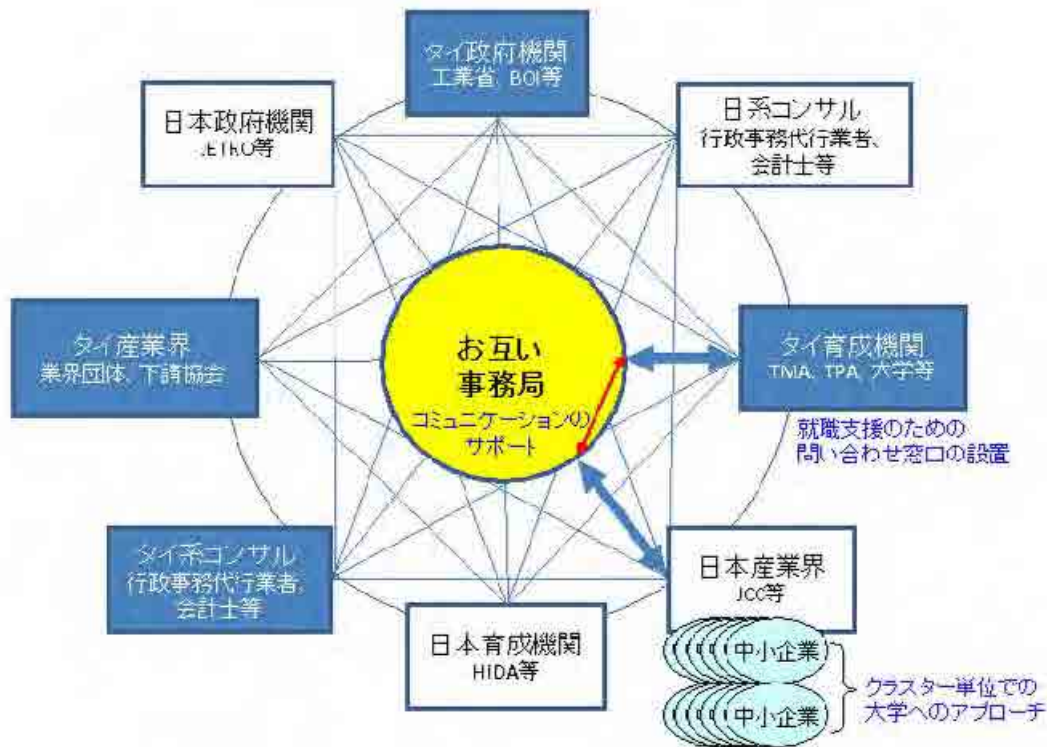 タイ政府機関
工業省、BOI等
日本政府機関
JETRO等
日系コンサル
行政事務代行業者、
会計士等
タイ産業界
業界団体、下請協会
お互い
事務局
コミュニケーションの
サポート
タイ育成機関
TMA、TPA、大学等
就職支援のための
問い合わせ窓口の設置
タイ系コンサル
行政事務代行業者、
会計士等
日本育成機関
HIDA等
日本産業界
JCC等
中小企業
中小企業
クラスター単位での
大学へのアプローチ